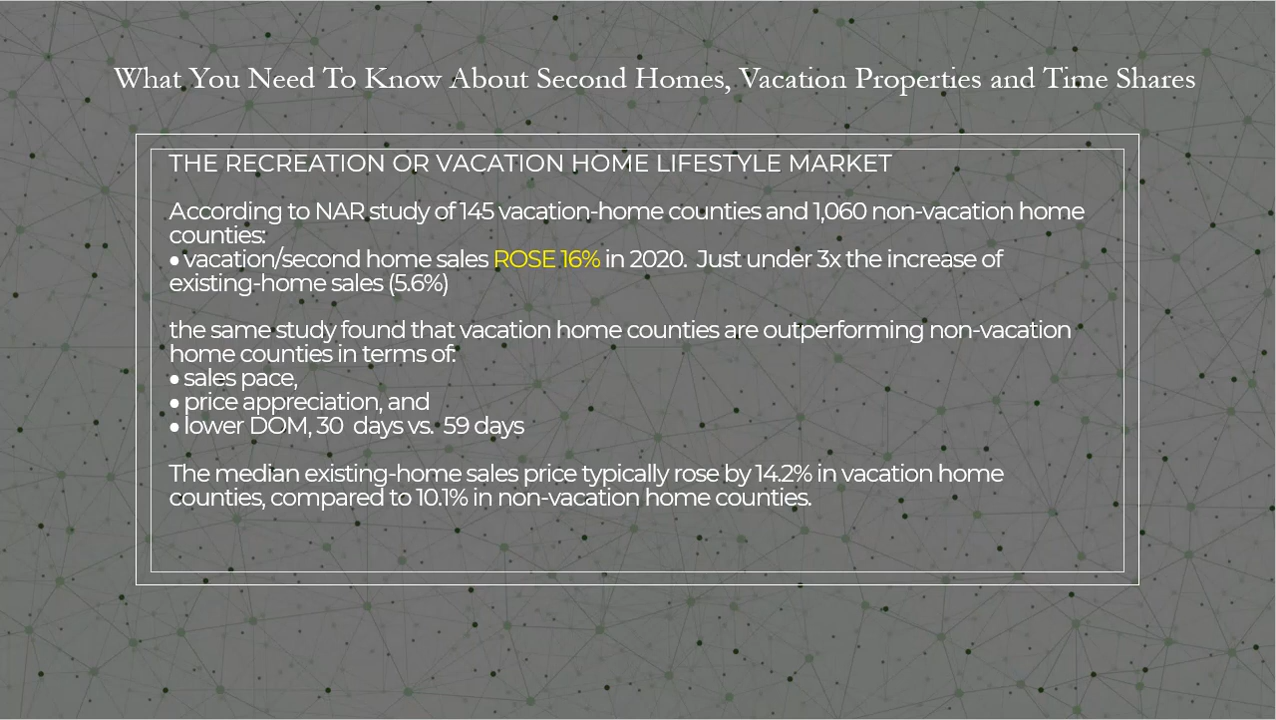 What You Need To Know About Second Homes, Vacation Properties and Time Shares
THE RECREATION OR VACATION HOME LIFESTYLE MARKET
According to NAR study of 145 vacation-home counties and 1,060 non-vacation home
counties:
• vacation/second home sales ROSE 16% in 2020.  Just under 3x the increase of
existing-home sales (5.6%)
the same study found that vacation home counties are outperforming non-vacation
home counties in terms of:
• sales pace,
• price appreciation, and
• lower DOM, 30  days vs.  59 days
The median existing-home sales price typically rose by 14.2% in vacation home
counties, compared to 10.1% in non-vacation home counties.